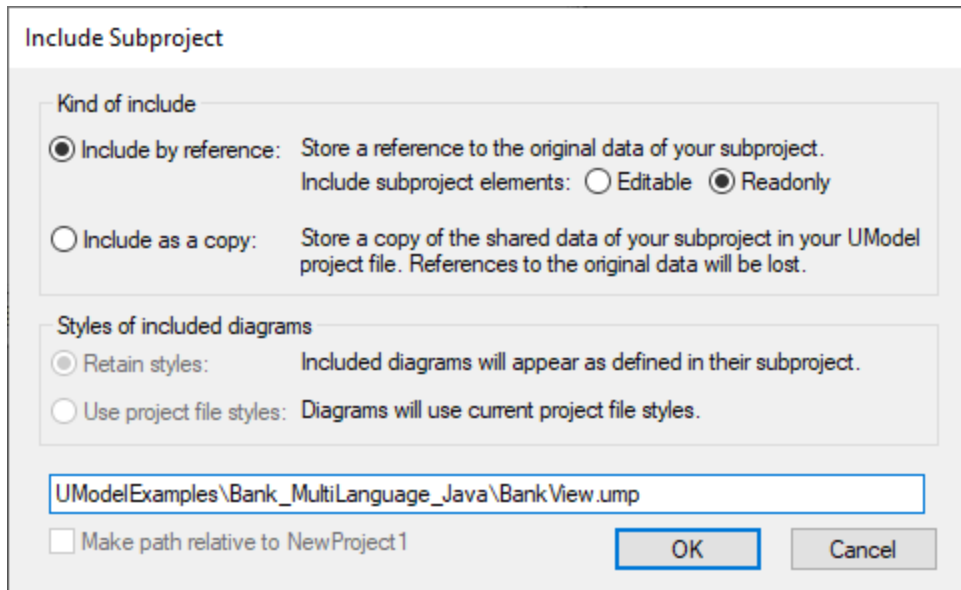 Include Subproject
Kind of include
Include by reference: Store a reference to the original data of your subproject.
Include subproject elements: Editable Readonly
Include as a copy: Store a copy of the shared data of your subproject in your UModel
project file. References to the original data will be lost.
Styles of included diagrams
Retain styles: Included diagrams will appear as defined in their subproject.
Use project file styles: Diagrams will use current project file styles.
UModelExamples\Bank_MultiLanguage_Java\BankView.ump
Make path relative to NewProject1
OK Cancel